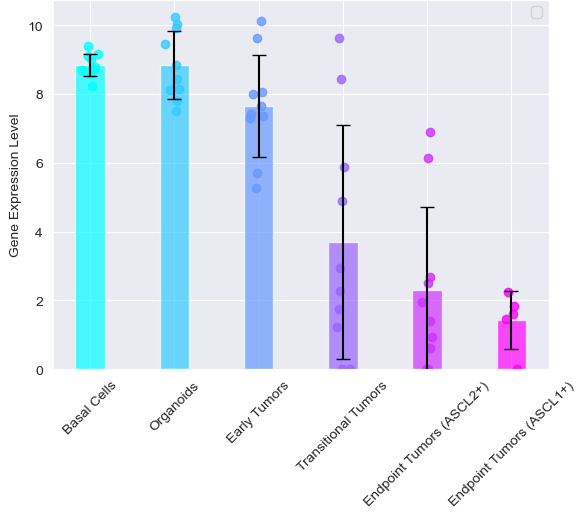 10
8
6
4
2
0
Gene Expression Level
Basal Cells
Organoids
Early Tumors
Transitional Tumors
Endpoint Tumors (ASCL2+)
Endpoint Tumors (ASCL1+)